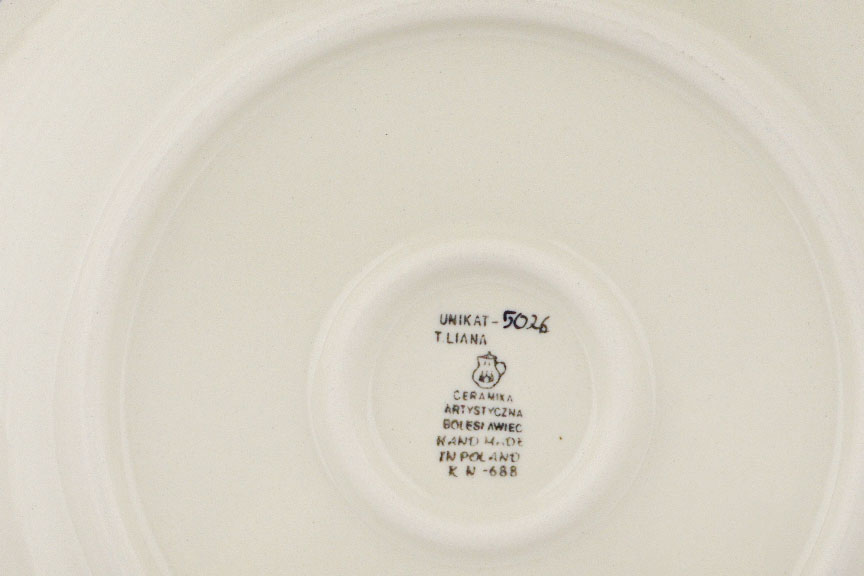 UNIKAT-5026
T.LIANA
CERAMIKA
ARTYSTYCZNA
BOLESŁAWIEC
HAND MADE
IN POLAND
K N -688